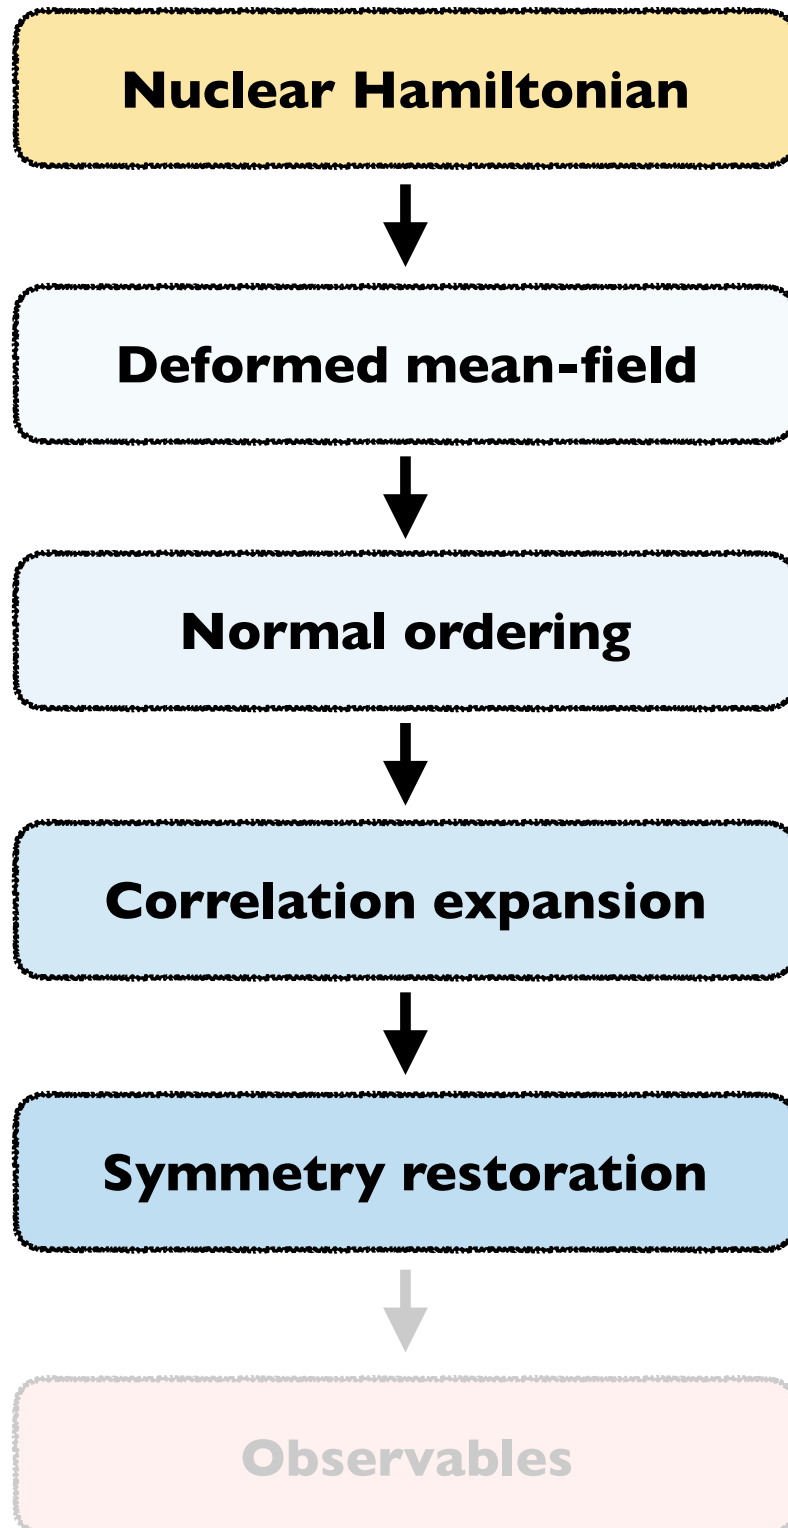 Nuclear Hamiltonian
Deformed mean-field
Normal ordering
Correlation expansion
Symmetry restoration
Observables